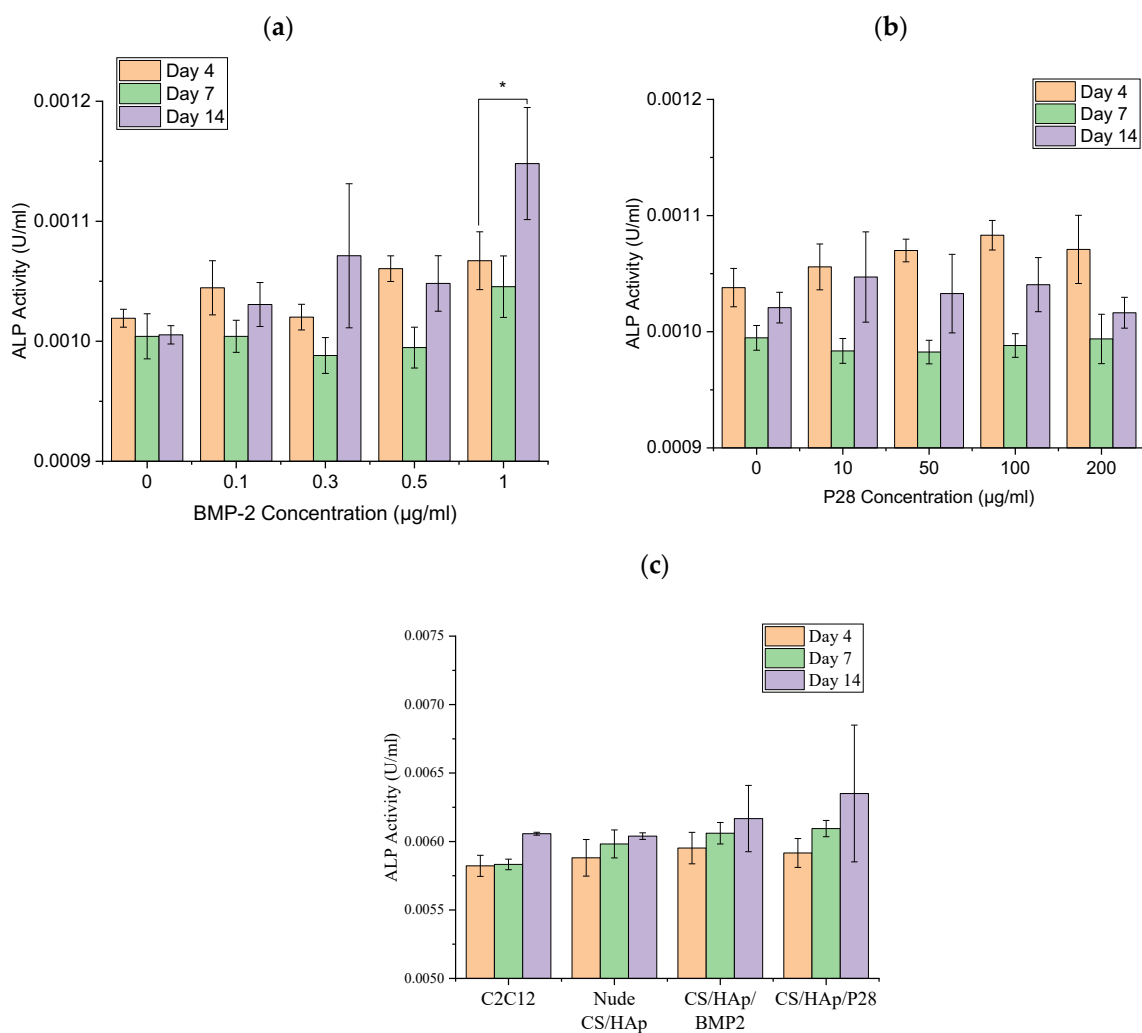 (a)
Day 4
Day 7
Day 14
*
0.0012
0.0011
0.0010
0.0009
ALP Activity (U/ml)
0 0.1 0.3 0.5 1
BMP-2 Concentration (µg/ml)
(b)
Day 4
Day 7
Day 14
0.0012
0.0011
0.0010
0.0009
ALP Activity (U/ml)
0 10 50 100 200
P28 Concentration (µg/ml)
(c)
Day 4
Day 7
Day 14
0.0075
0.0070
0.0065
0.0060
0.0055
0.0050
ALP Activity (U/ml)
C2C12 Nude CS/HAp/ CS/HAp/P28
CS/HAp BMP2